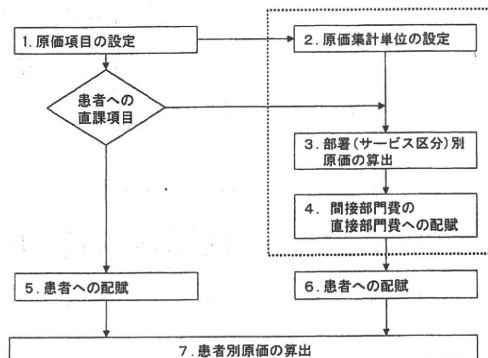 1.原価項目の設定
2.原価集計単位の設定
患者への
直課項目
3.部署(サービス区分)別
原価の算出
4. 間接部門費の
直接部門費への配賦
5.患者への配賦
6.患者への配賦
7.患者別原価の算出